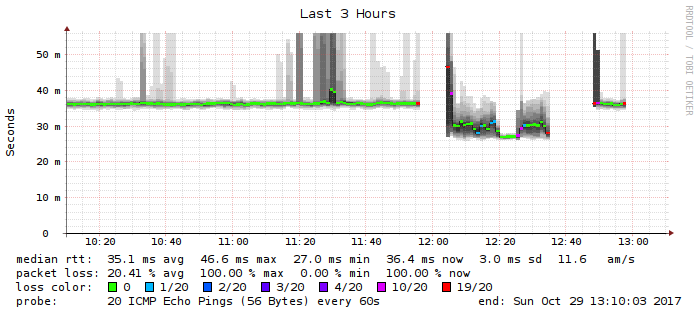 Last 3 Hours
RRDTOOL / TOBI OETIKER
Seconds
50 m
40 m
30 m
20 m
10 m
0
10:20 10:40 11:00 11:20 11:40 12:00 12:20 12:40 13:00
median rtt: 35.1 ms avg 46.6 ms max 27.0 ms min 36.4 ms now 3.0 ms sd 11.6 am/s
packet loss: 20.41 % avg 100.00 % max 0.00 % min 100.00 % now
loss color: 0 1/20 2/20 3/20 4/20 10/20 19/20
probe: 20 ICMP Echo Pings (56 Bytes) every 60s end: Sun Oct 29 13:10:03 2017